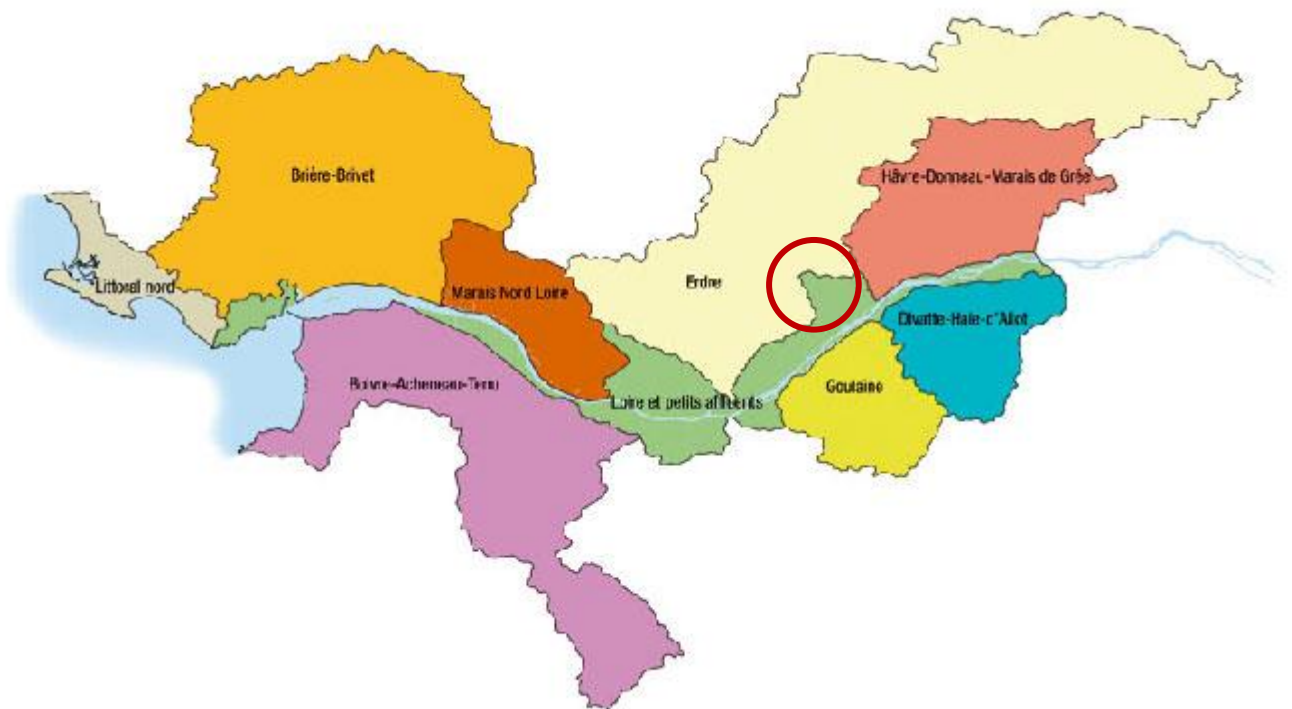 Brière-Brivet
Hâvre-Donneau-Marais de Grée
Littoral nord
Marais Nord Loire
Erdre
Divatte-Haie-d'Allot
Boivre-Acheneau-Tenu
Goulaine
Loire et petits affluents